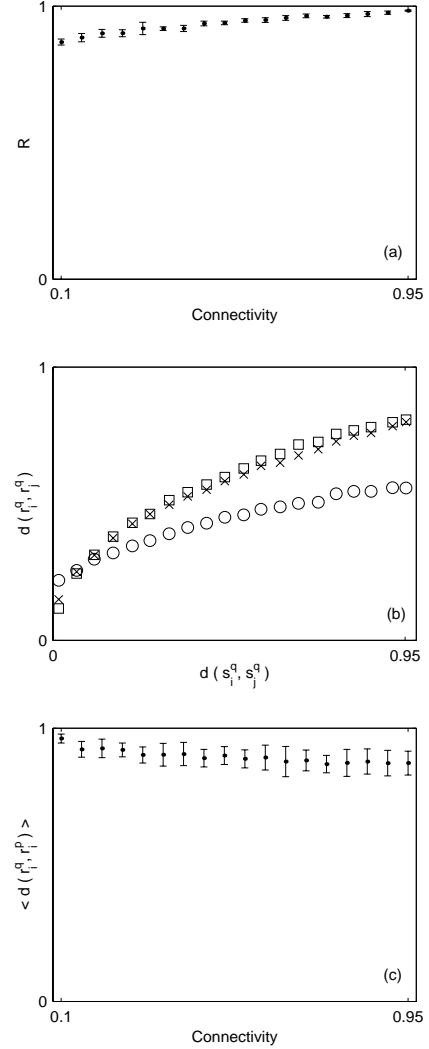 1
R
0
(a)
0.1
0.95
Connectivity
1
d ( r_i^q, r_j^q )
0
(b)
0
0.95
d ( s_i^q, s_j^q )
1
< d ( r_i^q, r_i^p ) >
0
(c)
0.1
0.95
Connectivity